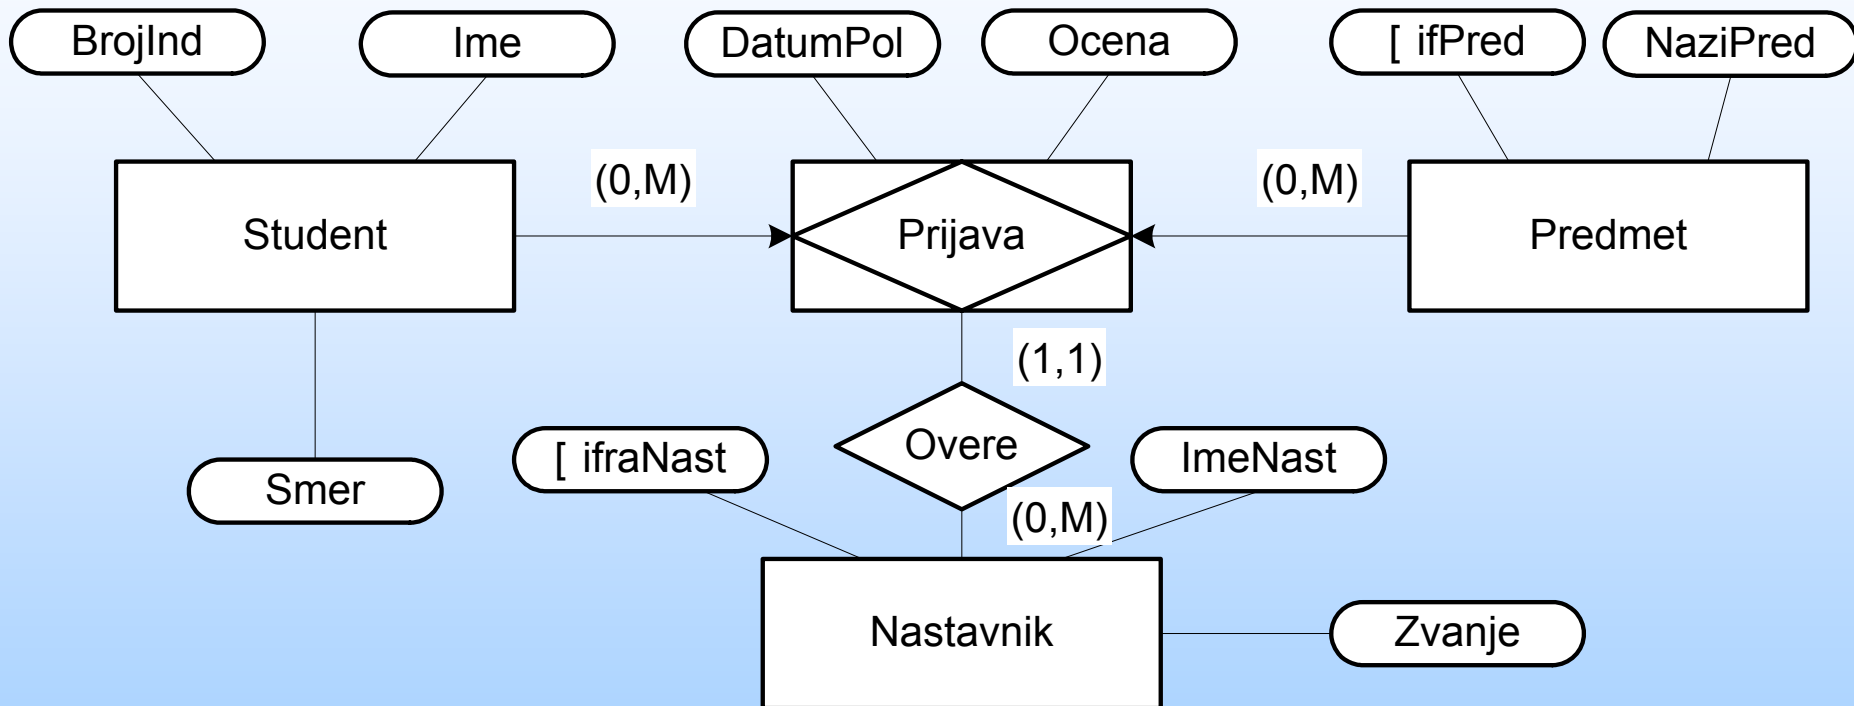 BrojInd
Ime
DatumPol
Ocena
[ ifPred
NaziPred
(0,M)
(0,M)
Student
Prijava
Predmet
(1,1)
Overe
[ ifraNast
ImeNast
Smer
(0,M)
Nastavnik
Zvanje